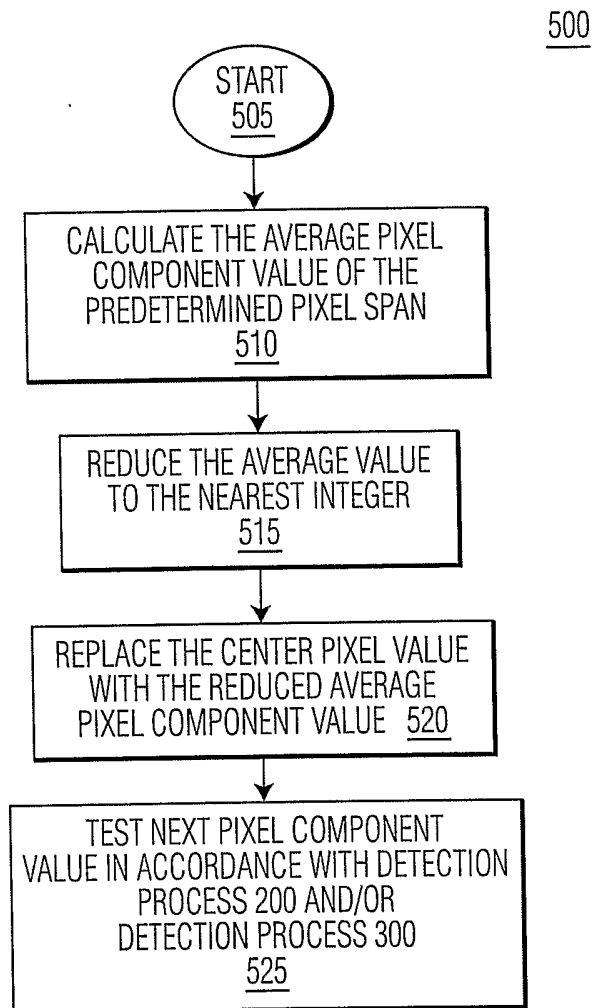 500
START
505
CALCULATE THE AVERAGE PIXEL
COMPONENT VALUE OF THE
PREDETERMINED PIXEL SPAN
510
REDUCE THE AVERAGE VALUE
TO THE NEAREST INTEGER
515
REPLACE THE CENTER PIXEL VALUE
WITH THE REDUCED AVERAGE
PIXEL COMPONENT VALUE 520
TEST NEXT PIXEL COMPONENT
VALUE IN ACCORDANCE WITH DETECTION
PROCESS 200 AND/OR
DETECTION PROCESS 300
525